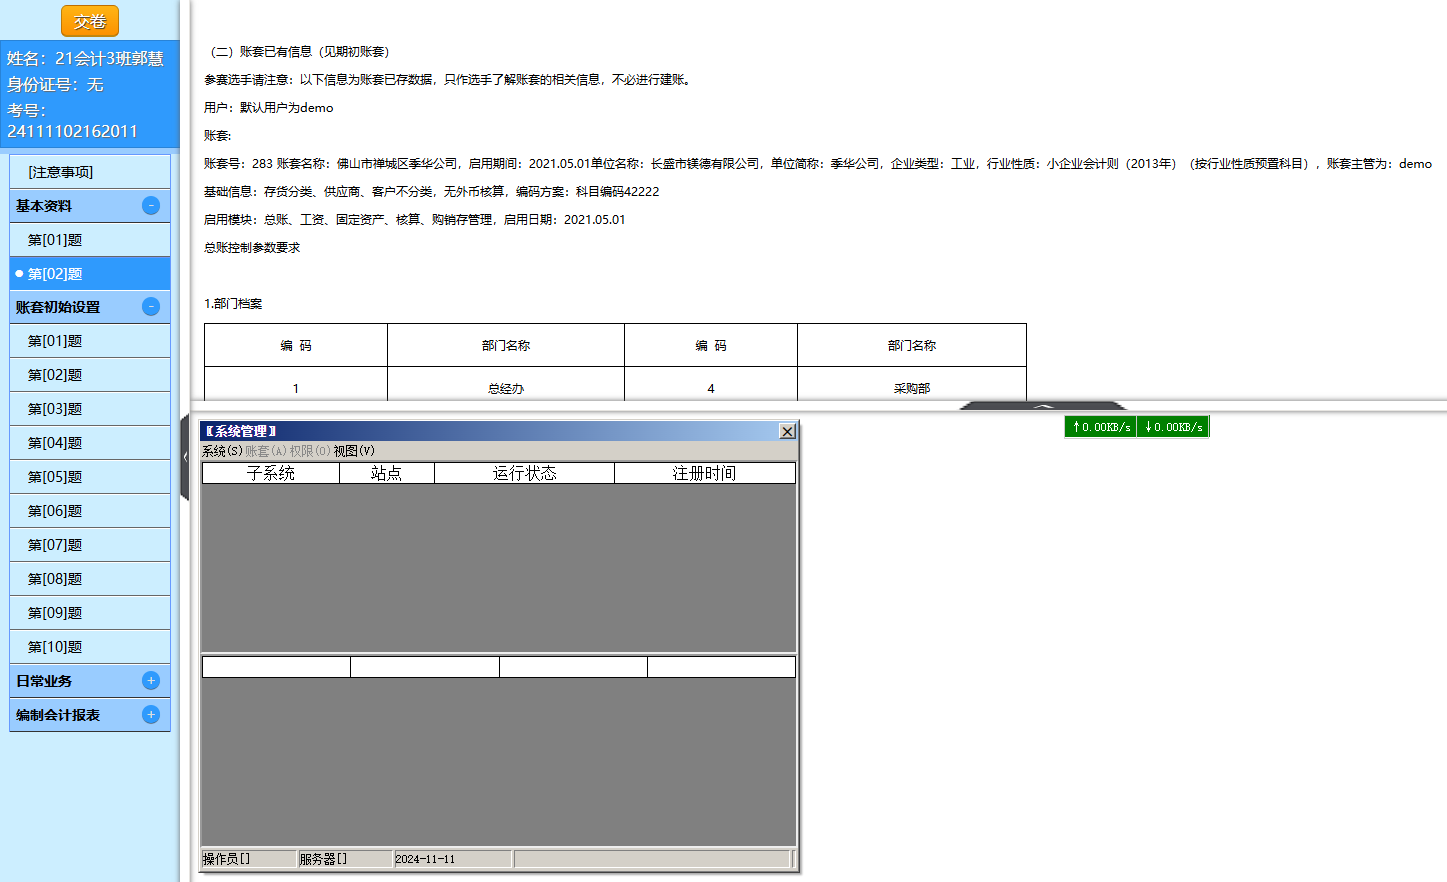 交卷
姓名：21会计3班郭慧
身份证号：无
考号：
24111102162011
[注意事项]
基本资料
第[01]题
第[02]题
账套初始设置
第[01]题
第[02]题
第[03]题
第[04]题
第[05]题
第[06]题
第[07]题
第[08]题
第[09]题
第[10]题
日常业务
编制会计报表
（二）账套已有信息（见期初账套）
参赛选手请注意：以下信息为账套已存数据，只作选手了解账套的相关信息，不必进行建账。
用户：默认用户为demo
账套:
账套号：283 账套名称：佛山市禅城区季华公司，启用期间：2021.05.01单位名称：长盛市镁德有限公司，单位简称：季华公司，企业类型：工业，行业性质：小企业会计则（2013年）（按行业性质预置科目），账套主管为：demo
基础信息：存货分类、供应商、客户不分类，无外币核算，编码方案：科目编码42222
启用模块：总账、工资、固定资产、核算、购销存管理，启用日期：2021.05.01
总账控制参数要求
1.部门档案
编 码 部门名称 编 码 部门名称
1 总经办 4 采购部
↑0.00KB/s ↓0.00KB/s
〖系统管理〗
系统(S) 账套(A) 权限(O) 视图(V)
子系统 站点 运行状态 注册时间
操作员[] 服务器[] 2024-11-11